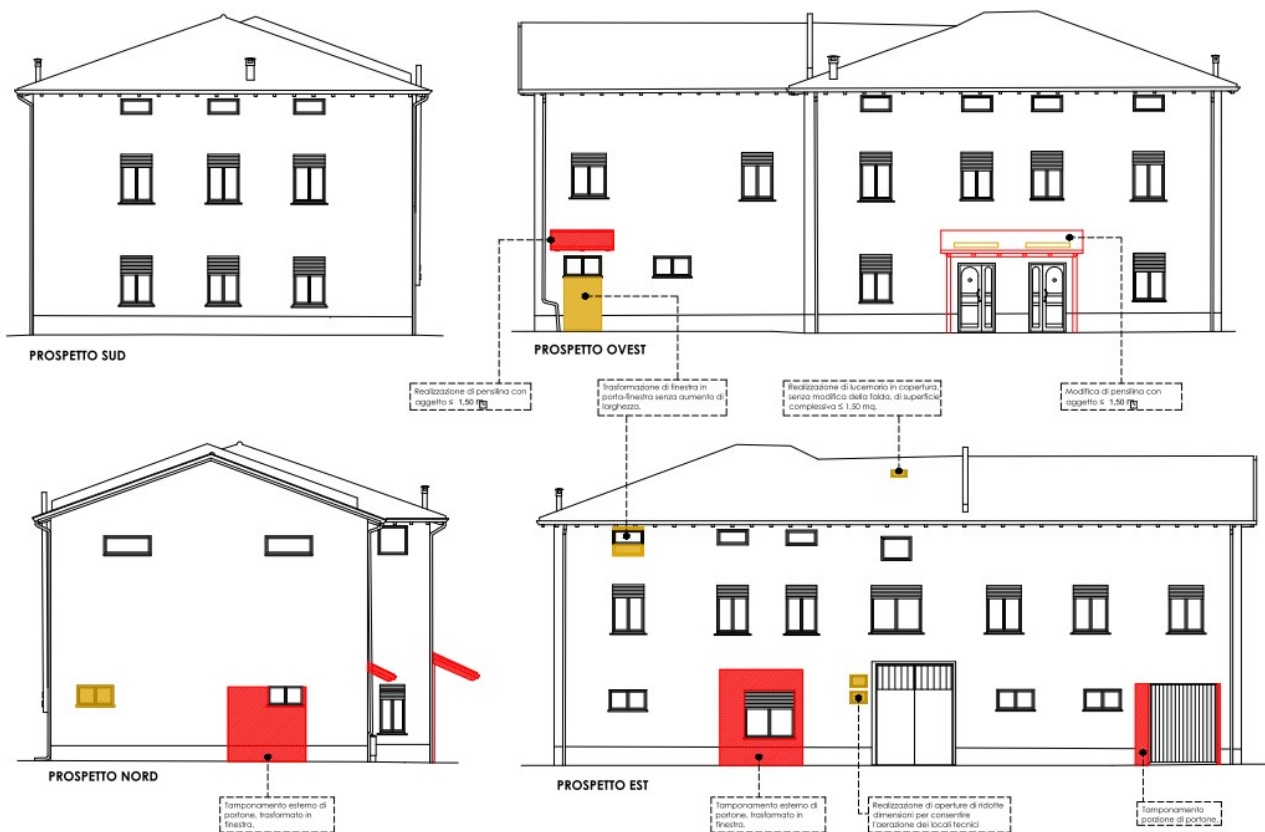 PROSPETTO SUD
PROSPETTO OVEST
Realizzazione di pensilina con
aggetto ≤ 1,50 m
Trasformazione di finestra in
porta-finestra senza aumento di
larghezza.
Realizzazione di lucernario in copertura,
senza modifica della falda, di superficie
complessiva ≤ 1,50 mq.
Modifica di pensilina con
aggetto ≤ 1,50 m
PROSPETTO NORD
PROSPETTO EST
Tamponamento esterno di
portone, trasformato in
finestra.
Tamponamento esterno di
portone, trasformato in
finestra.
Realizzazione di aperture di ridotte
dimensioni per consentire
l'aerazione dei locali tecnici
Tamponamento
porzione di portone.